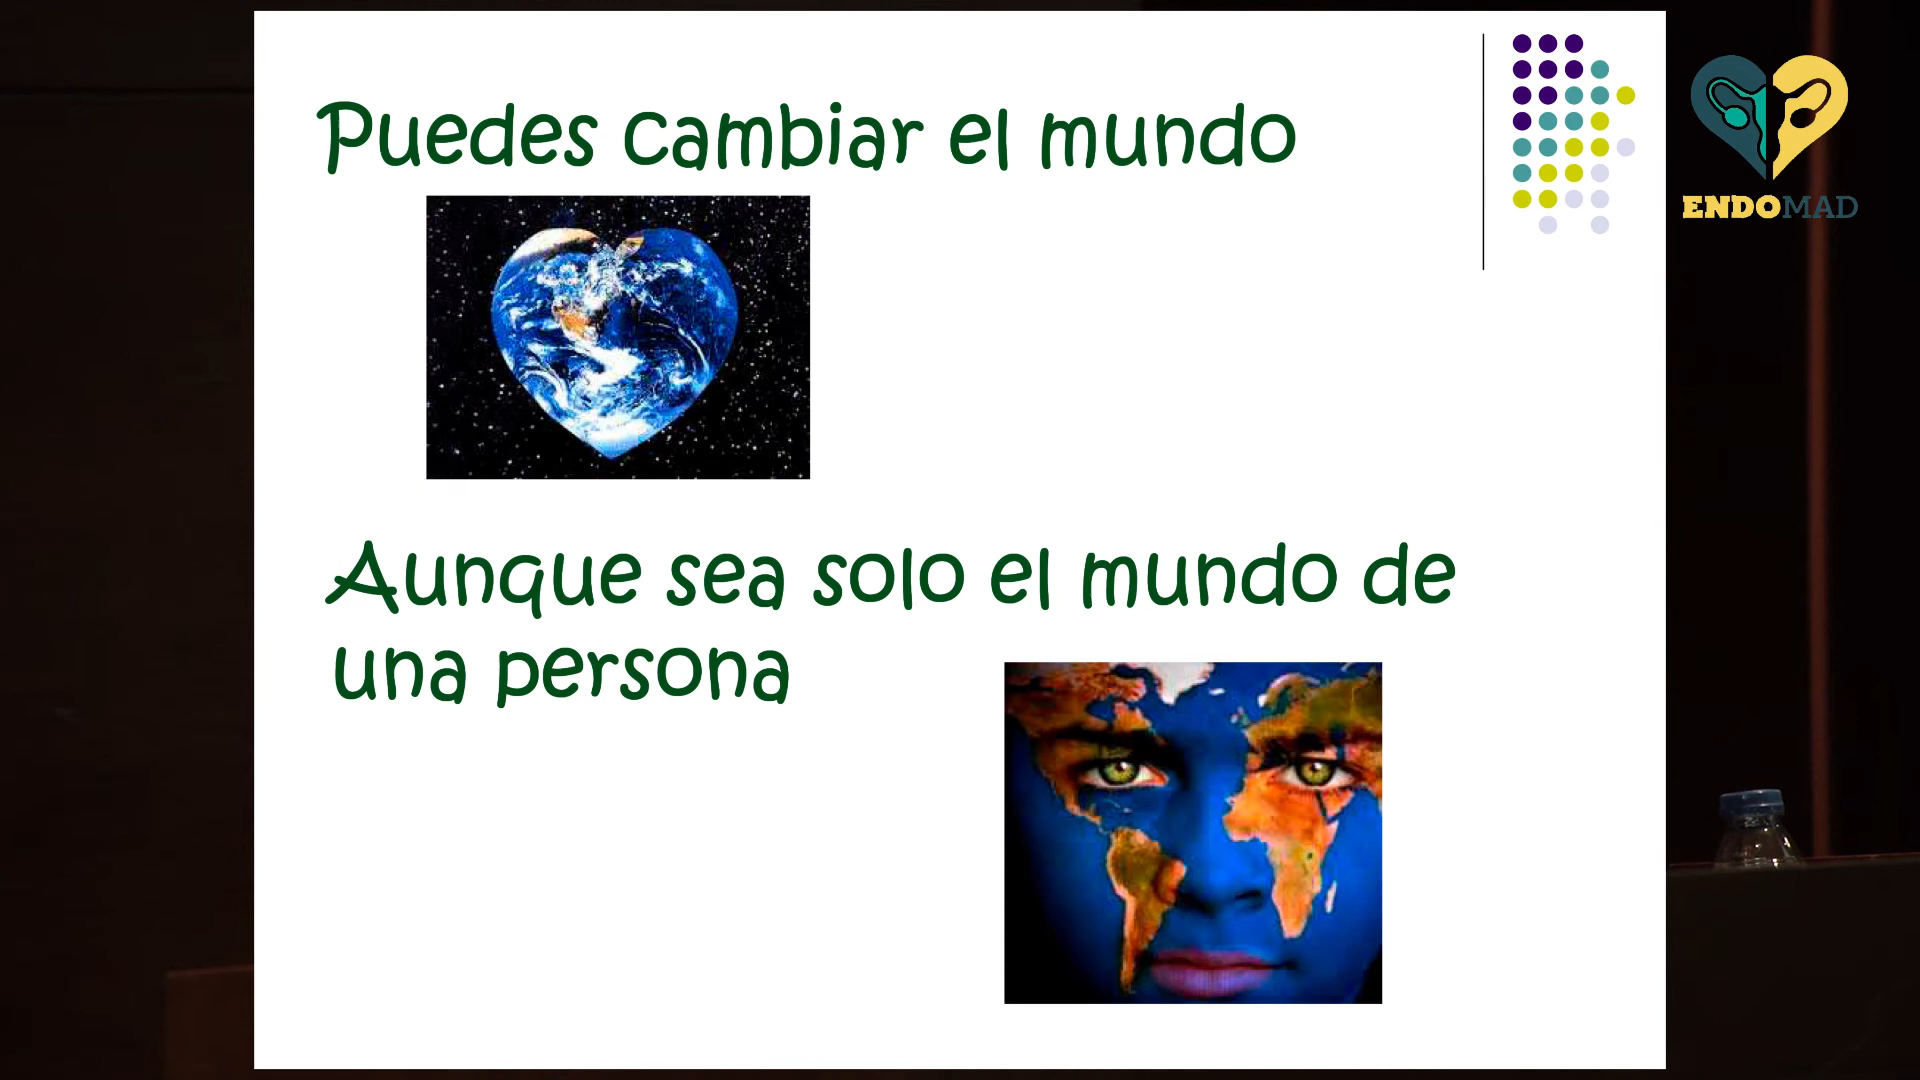 Puedes cambiar el mundo
ENDOMAD
Aunque sea solo el mundo de
una persona